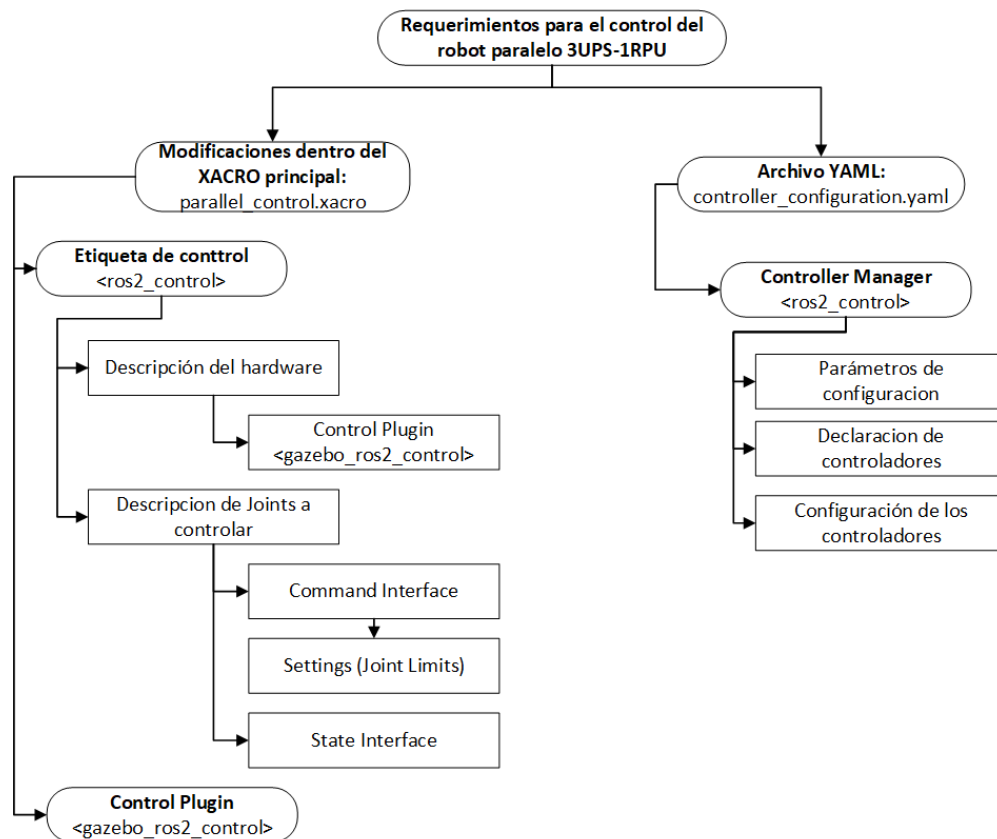 Requerimientos para el control del
robot paralelo 3UPS-1RPU
Modificaciones dentro del
XACRO principal:
parallel_control.xacro
Etiqueta de conttrol
<ros2_control>
Descripción del hardware
Control Plugin
<gazebo_ros2_control>
Descripcion de Joints a
controlar
Command Interface
Settings (Joint Limits)
State Interface
Control Plugin
<gazebo_ros2_control>
Archivo YAML:
controller_configuration.yaml
Controller Manager
<ros2_control>
Parámetros de
configuracion
Declaracion de
controladores
Configuración de los
controladores